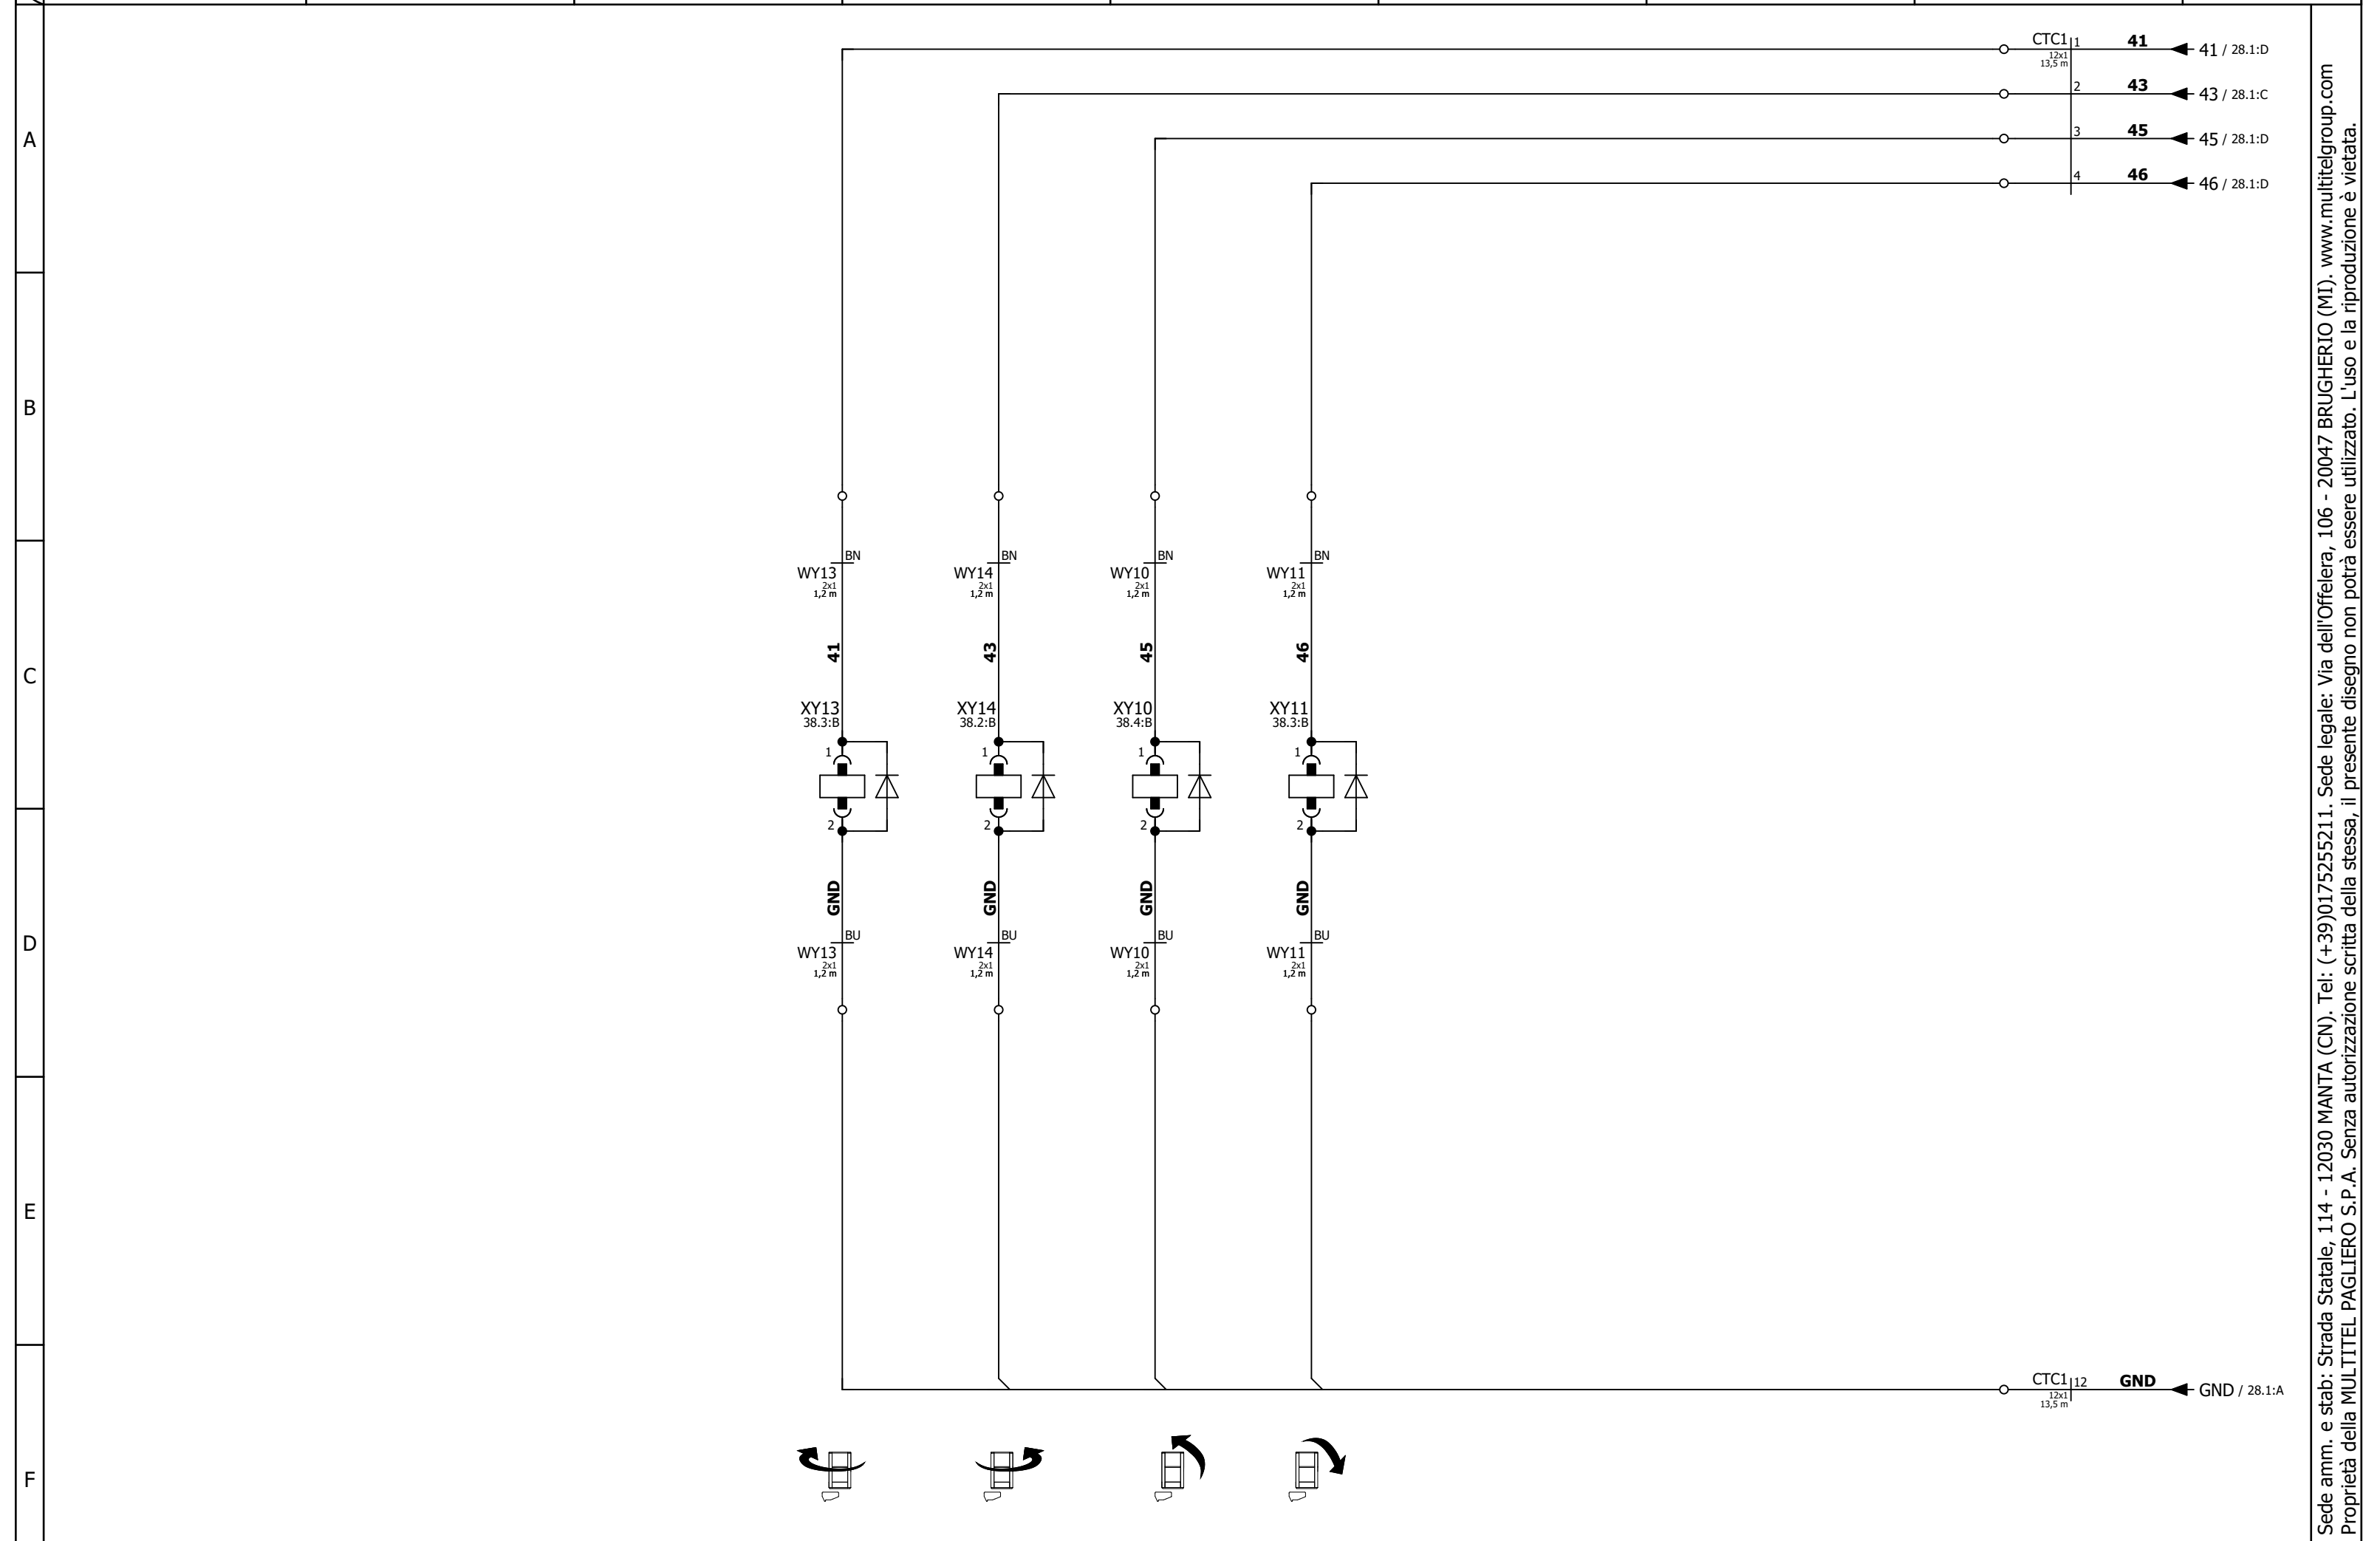 CTC1 1 41 41 / 28.1:D
12x1
13,5 m
2 43 43 / 28.1:C
3 45 45 / 28.1:D
4 46 46 / 28.1:D
A
B
C
D
E
F
BN BN BN BN
WY13 WY14 WY10 WY11
2x1 2x1 2x1 2x1
1,2 m 1,2 m 1,2 m 1,2 m
41 43 45 46
XY13 XY14 XY10 XY11
38.3:B 38.2:B 38.4:B 38.3:B
1 1 1 1
2 2 2 2
GND GND GND GND
BU BU BU BU
WY13 WY14 WY10 WY11
2x1 2x1 2x1 2x1
1,2 m 1,2 m 1,2 m 1,2 m
CTC1 12 GND GND / 28.1:A
12x1
13,5 m
Sede amm. e stab: Strada Statale, 114 - 12030 MANTA (CN). Tel: (+39)0175255211. Sede legale: Via dell'Offelera, 106 - 20047 BRUGHERIO (MI). www.multitelgroup.com
Proprietà della MULTITEL PAGLIERO S.P.A. Senza autorizzazione scritta della stessa, il presente disegno non potrà essere utilizzato. L'uso e la riproduzione è vietata.